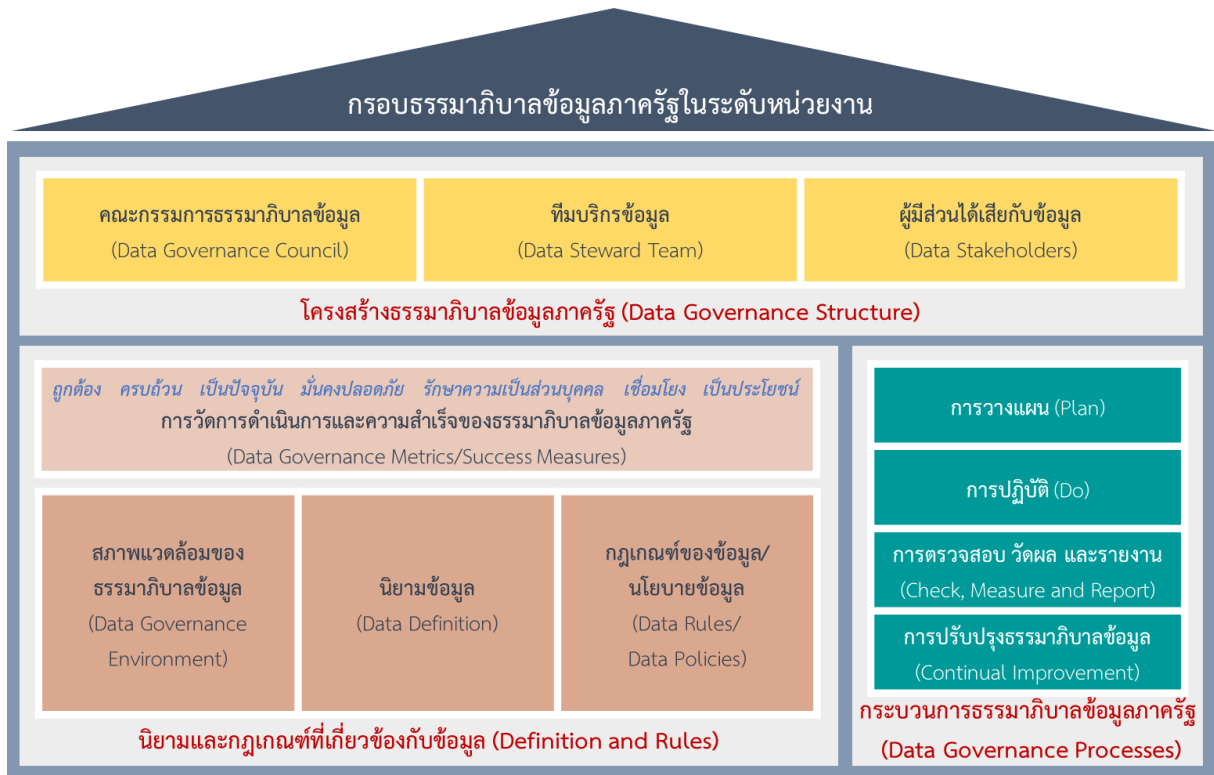 กรอบธรรมาภิบาลข้อมูลภาครัฐในระดับหน่วยงาน
คณะกรรมการธรรมาภิบาลข้อมูล
(Data Governance Council)
ทีมบริกรข้อมูล
(Data Steward Team)
ผู้มีส่วนได้เสียกับข้อมูล
(Data Stakeholders)
โครงสร้างธรรมาภิบาลข้อมูลภาครัฐ (Data Governance Structure)
ถูกต้อง ครบถ้วน เป็นปัจจุบัน มั่นคงปลอดภัย รักษาความเป็นส่วนบุคคล เชื่อมโยง เป็นประโยชน์
การวัดการดำเนินการและความสำเร็จของธรรมาภิบาลข้อมูลภาครัฐ
(Data Governance Metrics/Success Measures)
สภาพแวดล้อมของ
ธรรมาภิบาลข้อมูล
(Data Governance
Environment)
นิยามข้อมูล
(Data Definition)
กฎเกณฑ์ของข้อมูล/
นโยบายข้อมูล
(Data Rules/
Data Policies)
นิยามและกฎเกณฑ์ที่เกี่ยวข้องกับข้อมูล (Definition and Rules)
การวางแผน (Plan)
การปฏิบัติ (Do)
การตรวจสอบ วัดผล และรายงาน
(Check, Measure and Report)
การปรับปรุงธรรมาภิบาลข้อมูล
(Continual Improvement)
กระบวนการธรรมาภิบาลข้อมูลภาครัฐ
(Data Governance Processes)